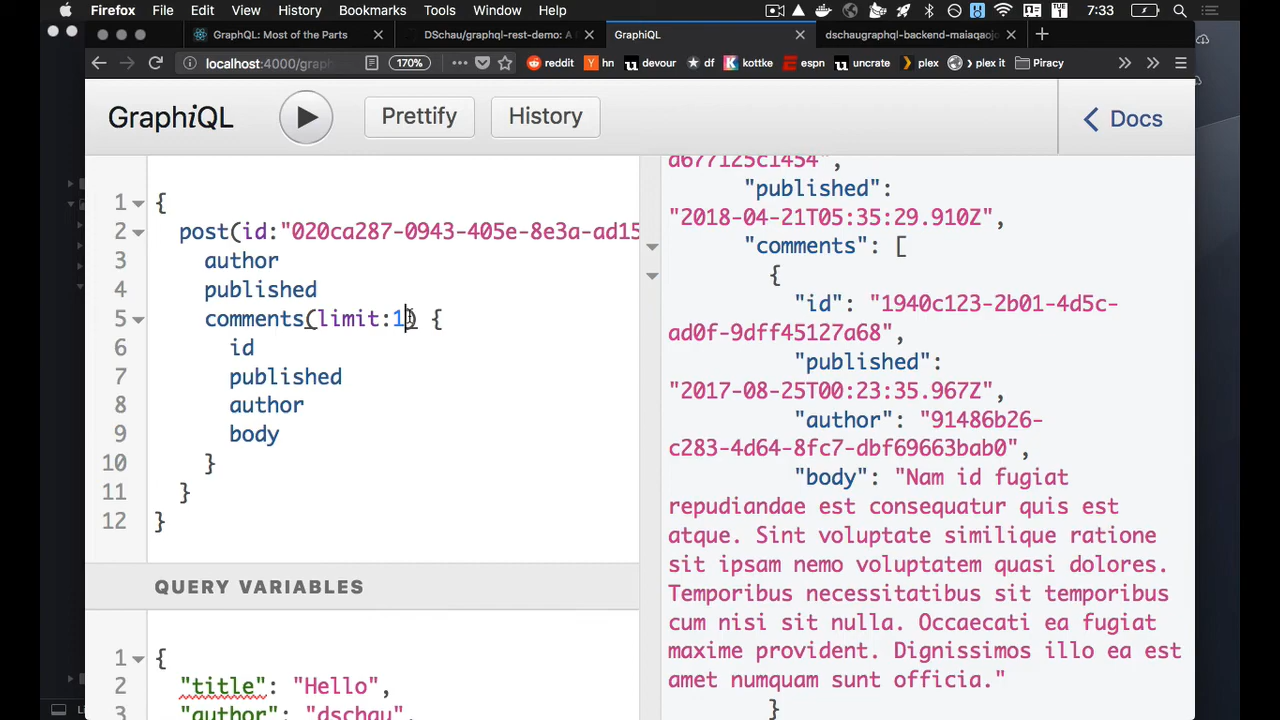 Firefox File Edit View History Bookmarks Tools Window Help TUE 1 7:33
GraphQL: Most of the Parts
DSchau/graphql-rest-demo: A
GraphiQL
dschaugraphql-backend-maiaqaojo
localhost:4000/grap
170%
reddit hn devour df kottke espn uncrate plex plex it Piracy
GraphiQL
Prettify
History
Docs
1 {
2 post(id:"020ca287-0943-405e-8e3a-ad15
3 author
4 published
5 comments(limit:1) {
6 id
7 published
8 author
9 body
10 }
11 }
12 }
QUERY VARIABLES
1 {
2 "title": "Hello",
3 "author": "dschau",
a677125c1454",
"published":
"2018-04-21T05:35:29.910Z",
"comments": [
{
"id": "1940c123-2b01-4d5c-
ad0f-9dff45127a68",
"published":
"2017-08-25T00:23:35.967Z",
"author": "91486b26-
c283-4d64-8fc7-dbf69663bab0",
"body": "Nam id fugiat
repudiandae est consequatur quis est
atque. Sint voluptate similique ratione
sit ipsam nemo voluptatem quasi dolores.
Temporibus necessitatibus sit temporibus
cum nisi sit nulla. Occaecati ea fugiat
maxime provident. Dignissimos illo ea est
amet numquam sunt officia."
}